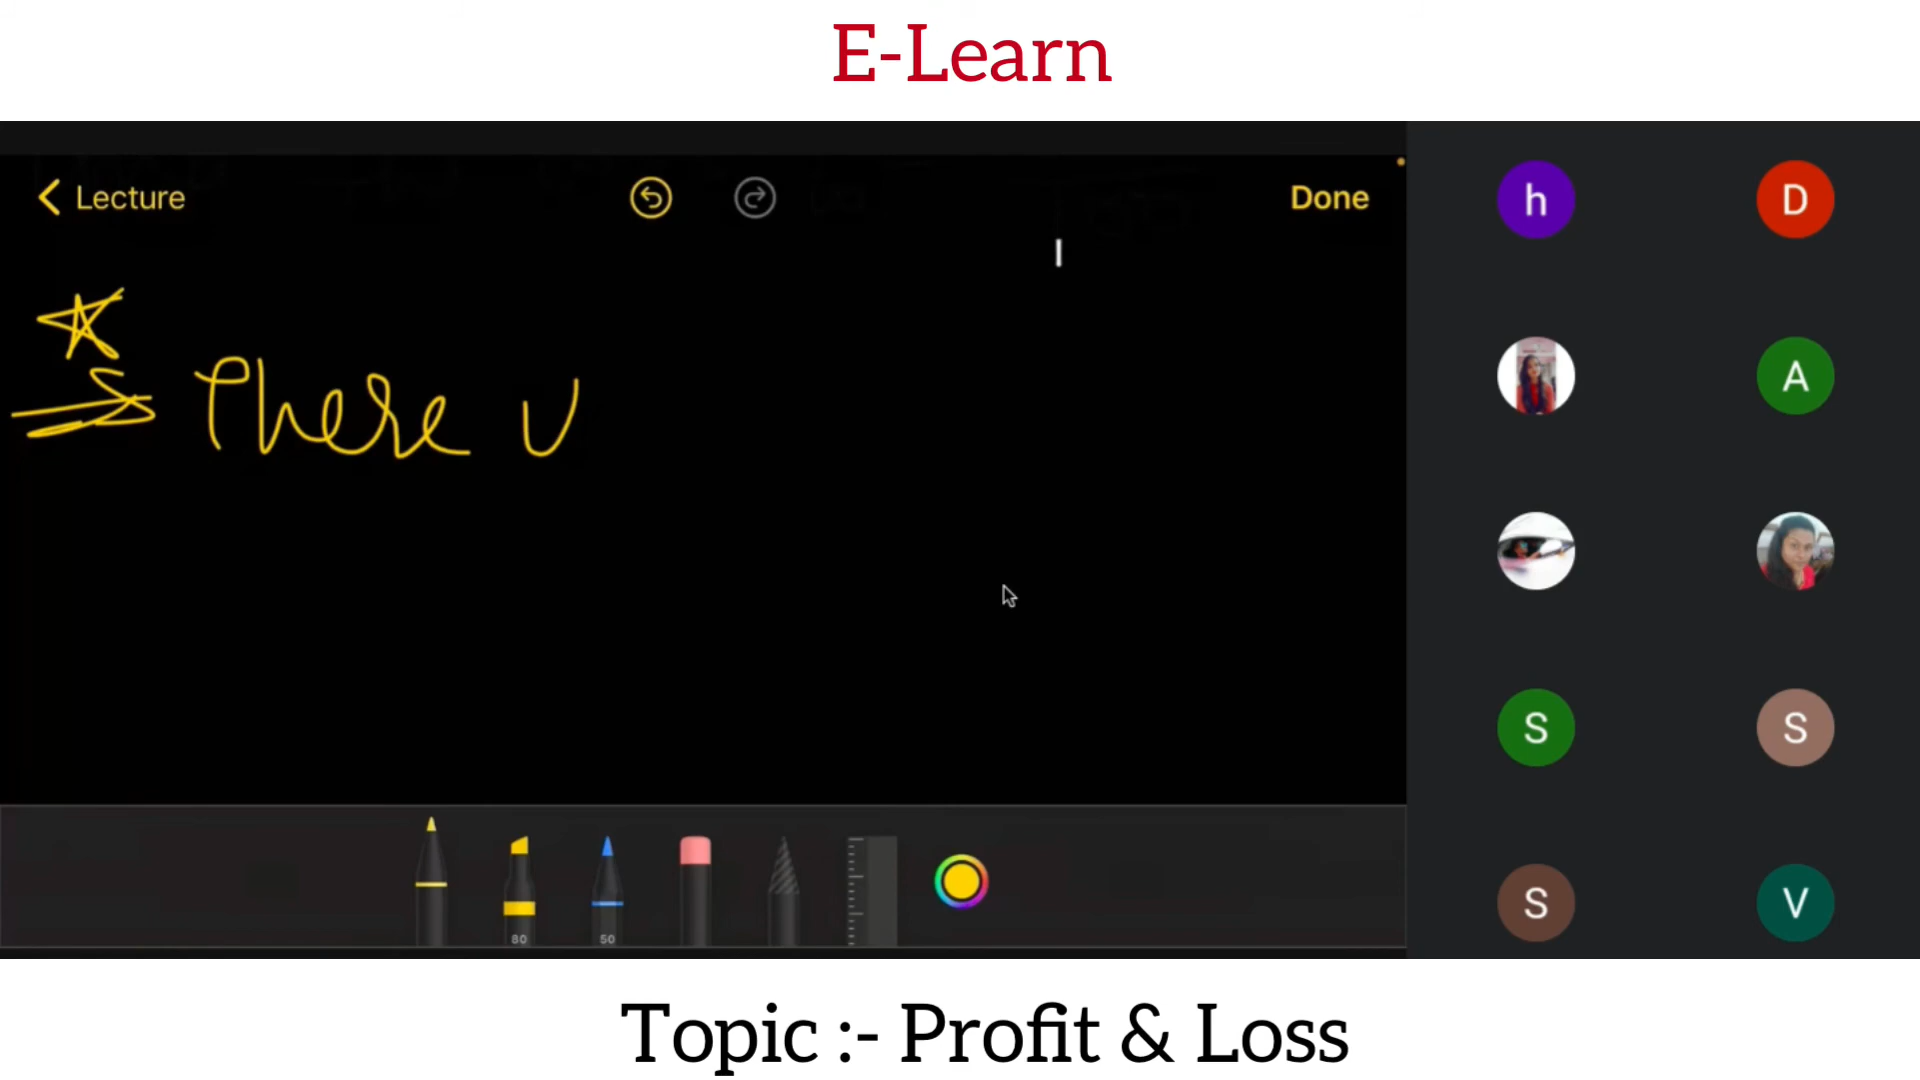 E-Learn
Lecture
Done
h
D
There
A
S
S
80
50
S
V
Topic :- Profit & Loss